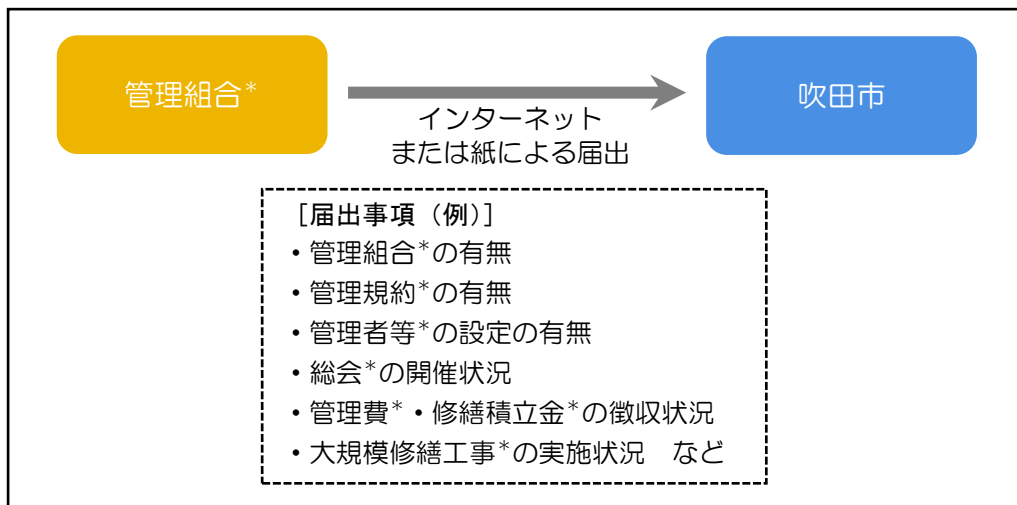 管理組合*
インターネット
または紙による届出
吹田市
[届出事項（例）]
・管理組合*の有無
・管理規約*の有無
・管理者等*の設定の有無
・総会*の開催状況
・管理費*・修繕積立金*の徴収状況
・大規模修繕工事*の実施状況　など